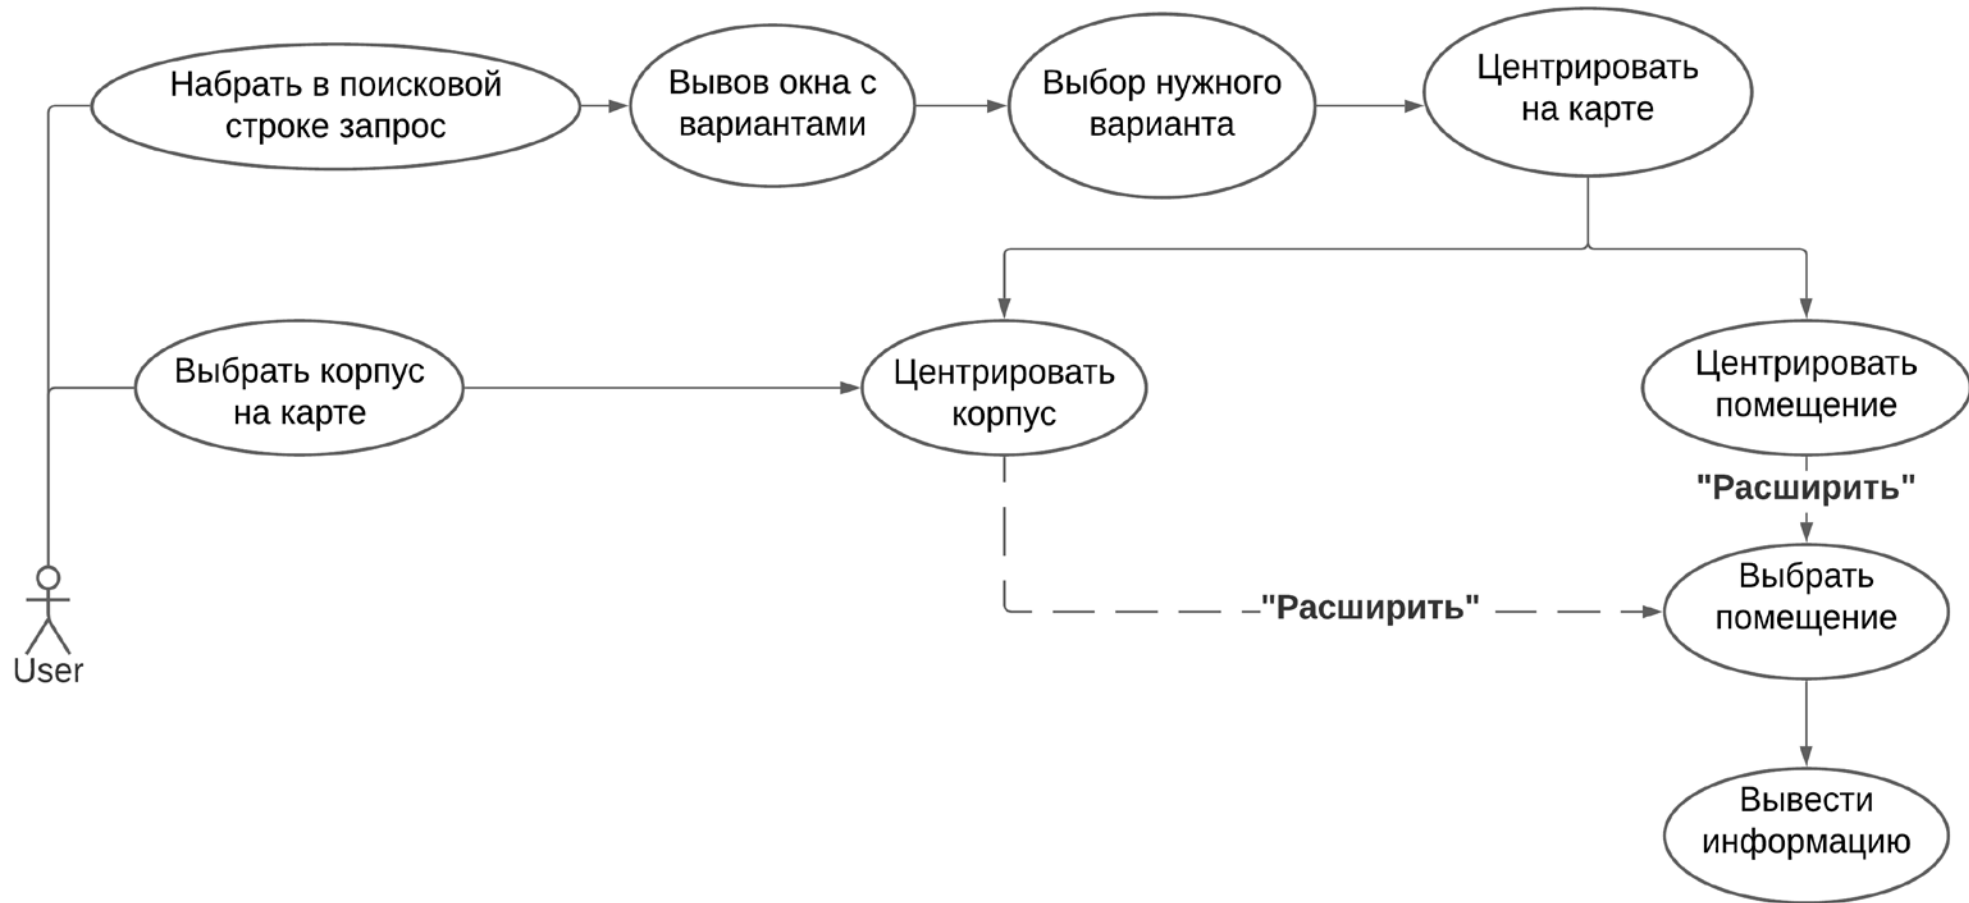 Набрать в поисковой
строке запрос
Вывов окна с
вариантами
Выбор нужного
варианта
Центрировать
на карте
Выбрать корпус
на карте
Центрировать
корпус
Центрировать
помещение
"Расширить"
"Расширить"
Выбрать
помещение
User
Вывести
информацию